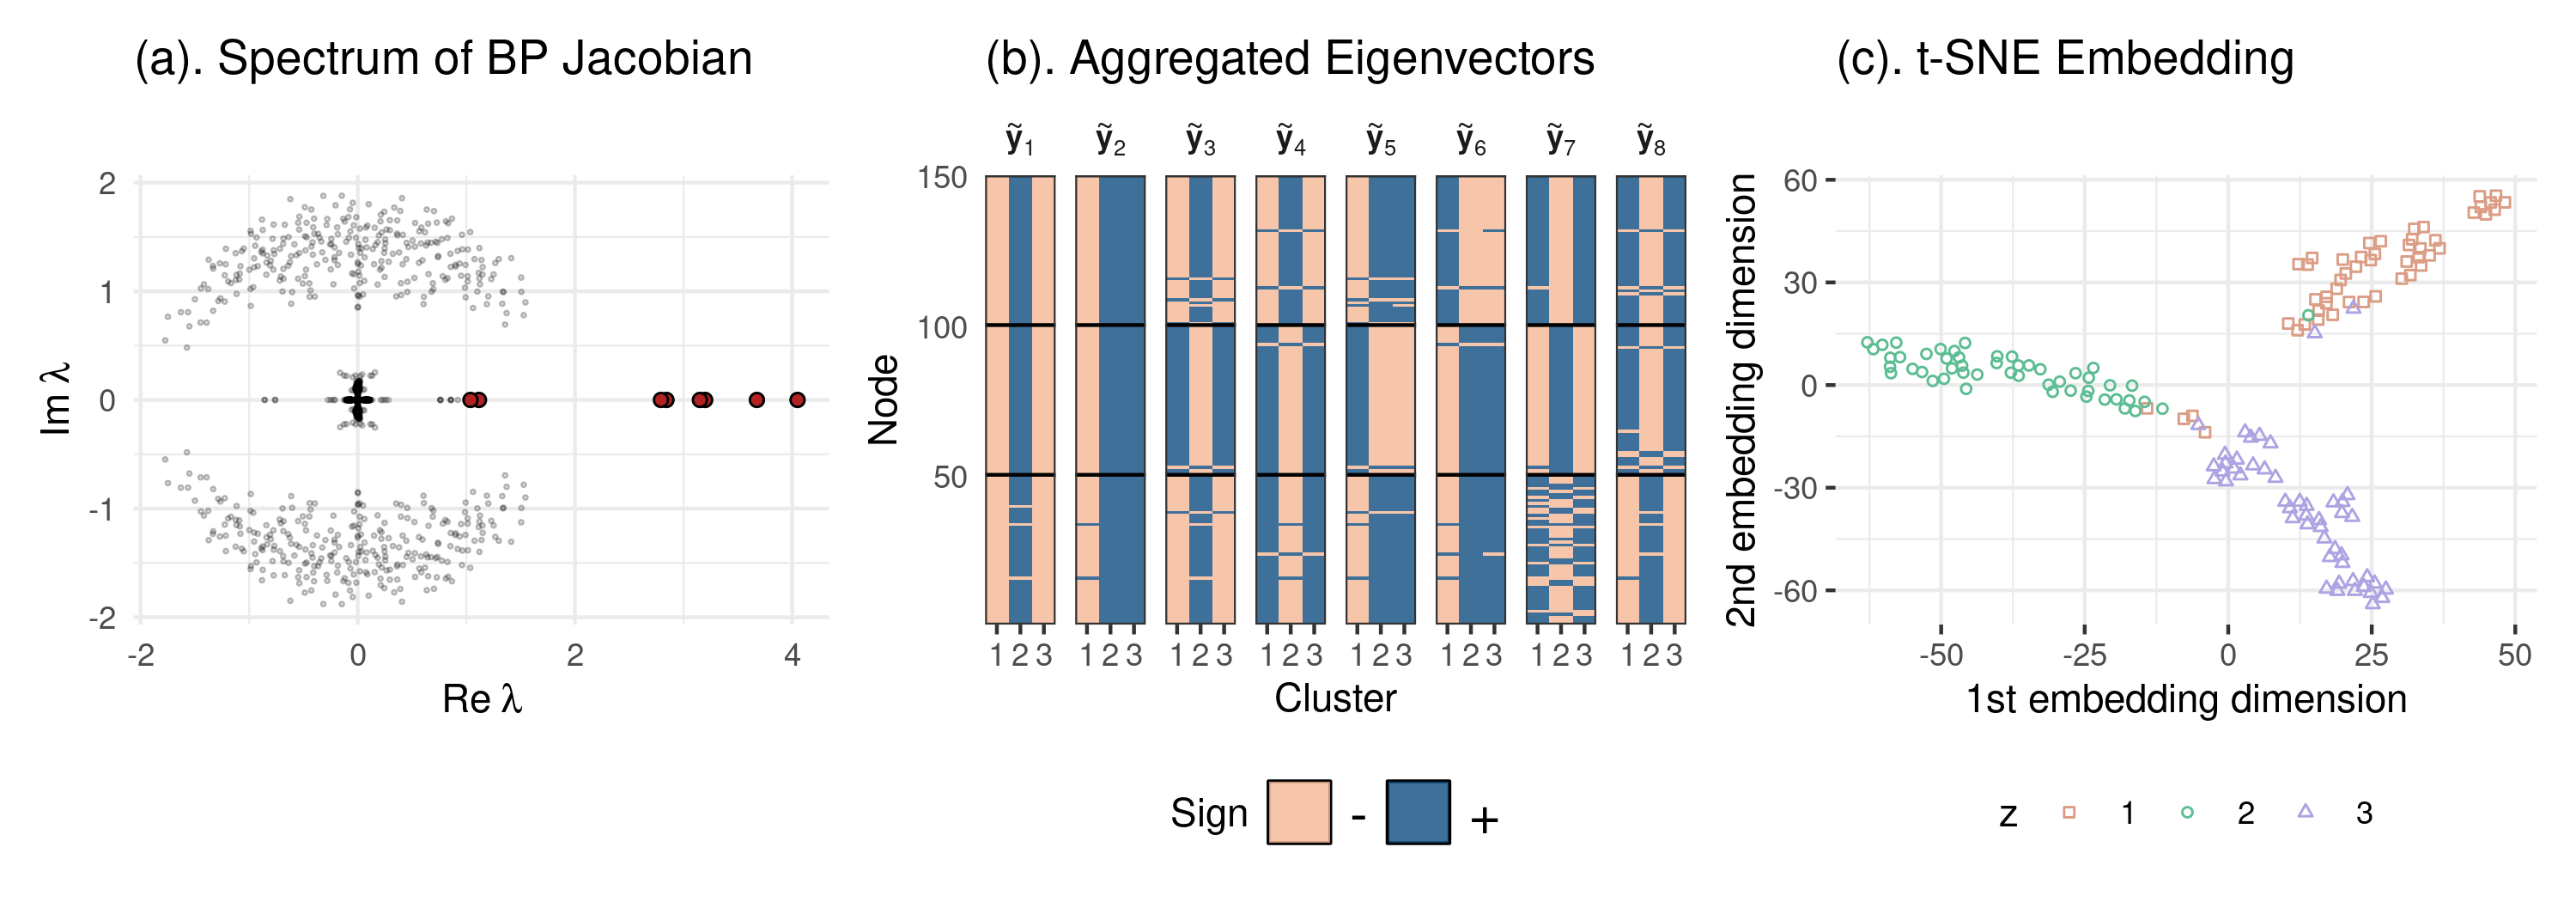 (a). Spectrum of BP Jacobian
2
1
0
-1
-2
Im λ
-2 0 2 4
Re λ
(b). Aggregated Eigenvectors
ỹ1 ỹ2 ỹ3 ỹ4 ỹ5 ỹ6 ỹ7 ỹ8
150
100
50
Node
1 2 3 1 2 3 1 2 3 1 2 3 1 2 3 1 2 3 1 2 3 1 2 3
Cluster
Sign - +
(c). t-SNE Embedding
60
30
0
-30
-60
2nd embedding dimension
-50 -25 0 25 50
1st embedding dimension
z 1 2 3